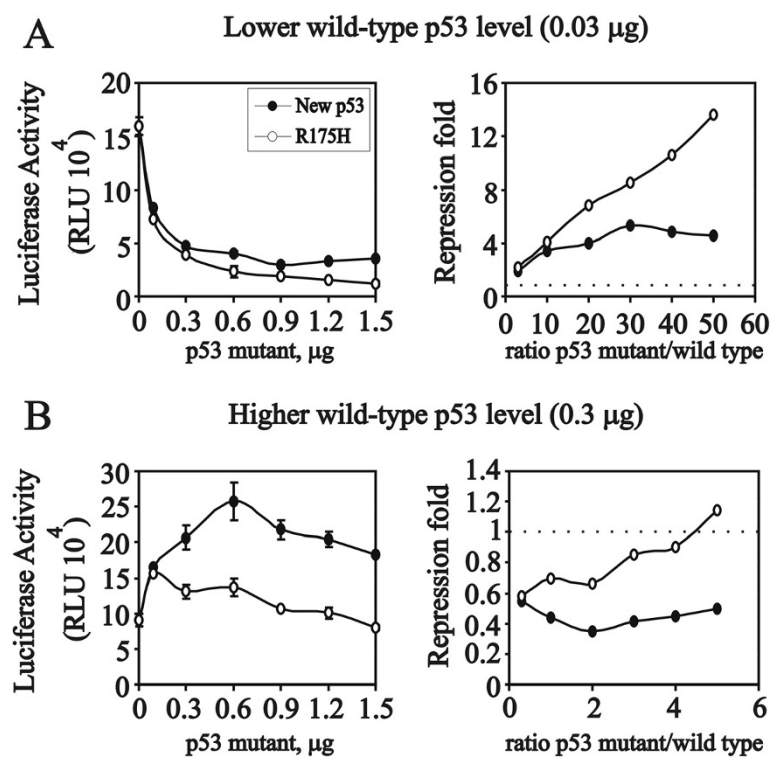 A
Lower wild-type p53 level (0.03 µg)
Luciferase Activity
(RLU 10⁴)
20
15
10
5
0
New p53
R175H
0 0.3 0.6 0.9 1.2 1.5
p53 mutant, µg
Repression fold
16
12
8
4
0
0 10 20 30 40 50 60
ratio p53 mutant/wild type
B
Higher wild-type p53 level (0.3 µg)
Luciferase Activity
(RLU 10⁴)
30
25
20
15
10
5
0
0 0.3 0.6 0.9 1.2 1.5
p53 mutant, µg
Repression fold
1.4
1.2
1
0.8
0.6
0.4
0.2
0
0 2 4 6
ratio p53 mutant/wild type